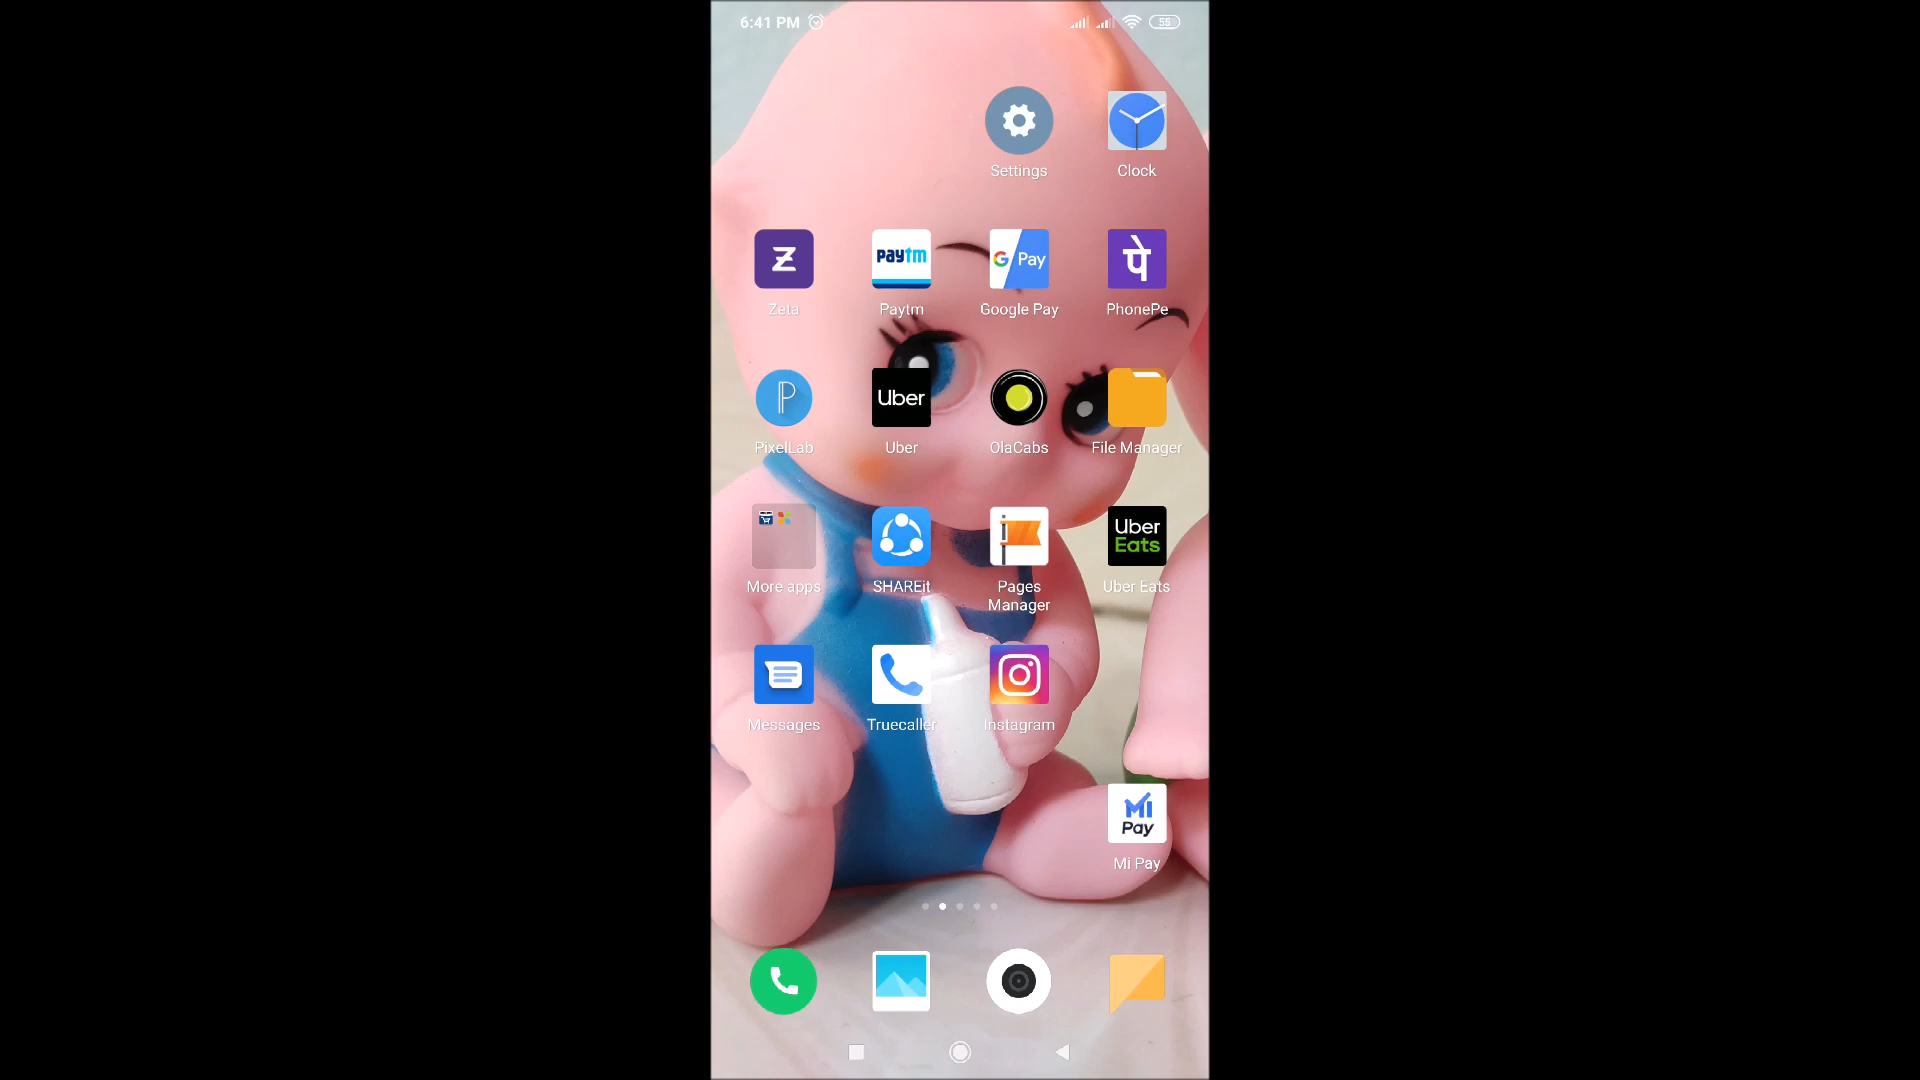 6:41 PM
55
Settings
Clock
Z
paytm
G Pay
पे
Zeta
Paytm
Google Pay
PhonePe
P
Uber
PixelLab
Uber
OlaCabs
File Manager
Uber
Eats
More apps
SHAREit
Pages
Manager
Uber Eats
Messages
Truecaller
Instagram
MI
Pay
Mi Pay